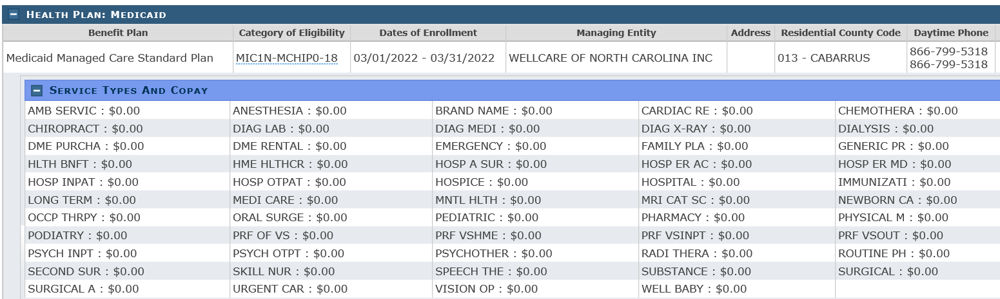 HEALTH PLAN: MEDICAID
Benefit Plan Category of Eligibility Dates of Enrollment Managing Entity Address Residential County Code Daytime Phone
Medicaid Managed Care Standard Plan MIC1N-MCHIP0-18 03/01/2022 - 03/31/2022 WELLCARE OF NORTH CAROLINA INC 013 - CABARRUS 866-799-5318
866-799-5318
SERVICE TYPES AND COPAY
AMB SERVIC : $0.00 ANESTHESIA : $0.00 BRAND NAME : $0.00 CARDIAC RE : $0.00 CHEMOTHERA : $0.00
CHIROPRACT : $0.00 DIAG LAB : $0.00 DIAG MEDI : $0.00 DIAG X-RAY : $0.00 DIALYSIS : $0.00
DME PURCHA : $0.00 DME RENTAL : $0.00 EMERGENCY : $0.00 FAMILY PLA : $0.00 GENERIC PR : $0.00
HLTH BNFT : $0.00 HME HLTHCR : $0.00 HOSP A SUR : $0.00 HOSP ER AC : $0.00 HOSP ER MD : $0.00
HOSP INPAT : $0.00 HOSP OTPAT : $0.00 HOSPICE : $0.00 HOSPITAL : $0.00 IMMUNIZATI : $0.00
LONG TERM : $0.00 MEDI CARE : $0.00 MNTL HLTH : $0.00 MRI CAT SC : $0.00 NEWBORN CA : $0.00
OCCP THRPY : $0.00 ORAL SURGE : $0.00 PEDIATRIC : $0.00 PHARMACY : $0.00 PHYSICAL M : $0.00
PODIATRY : $0.00 PRF OF VS : $0.00 PRF VSHME : $0.00 PRF VSINPT : $0.00 PRF VSOUT : $0.00
PSYCH INPT : $0.00 PSYCH OTPT : $0.00 PSYCHOTHER : $0.00 RADI THERA : $0.00 ROUTINE PH : $0.00
SECOND SUR : $0.00 SKILL NUR : $0.00 SPEECH THE : $0.00 SUBSTANCE : $0.00 SURGICAL : $0.00
SURGICAL A : $0.00 URGENT CAR : $0.00 VISION OP : $0.00 WELL BABY : $0.00